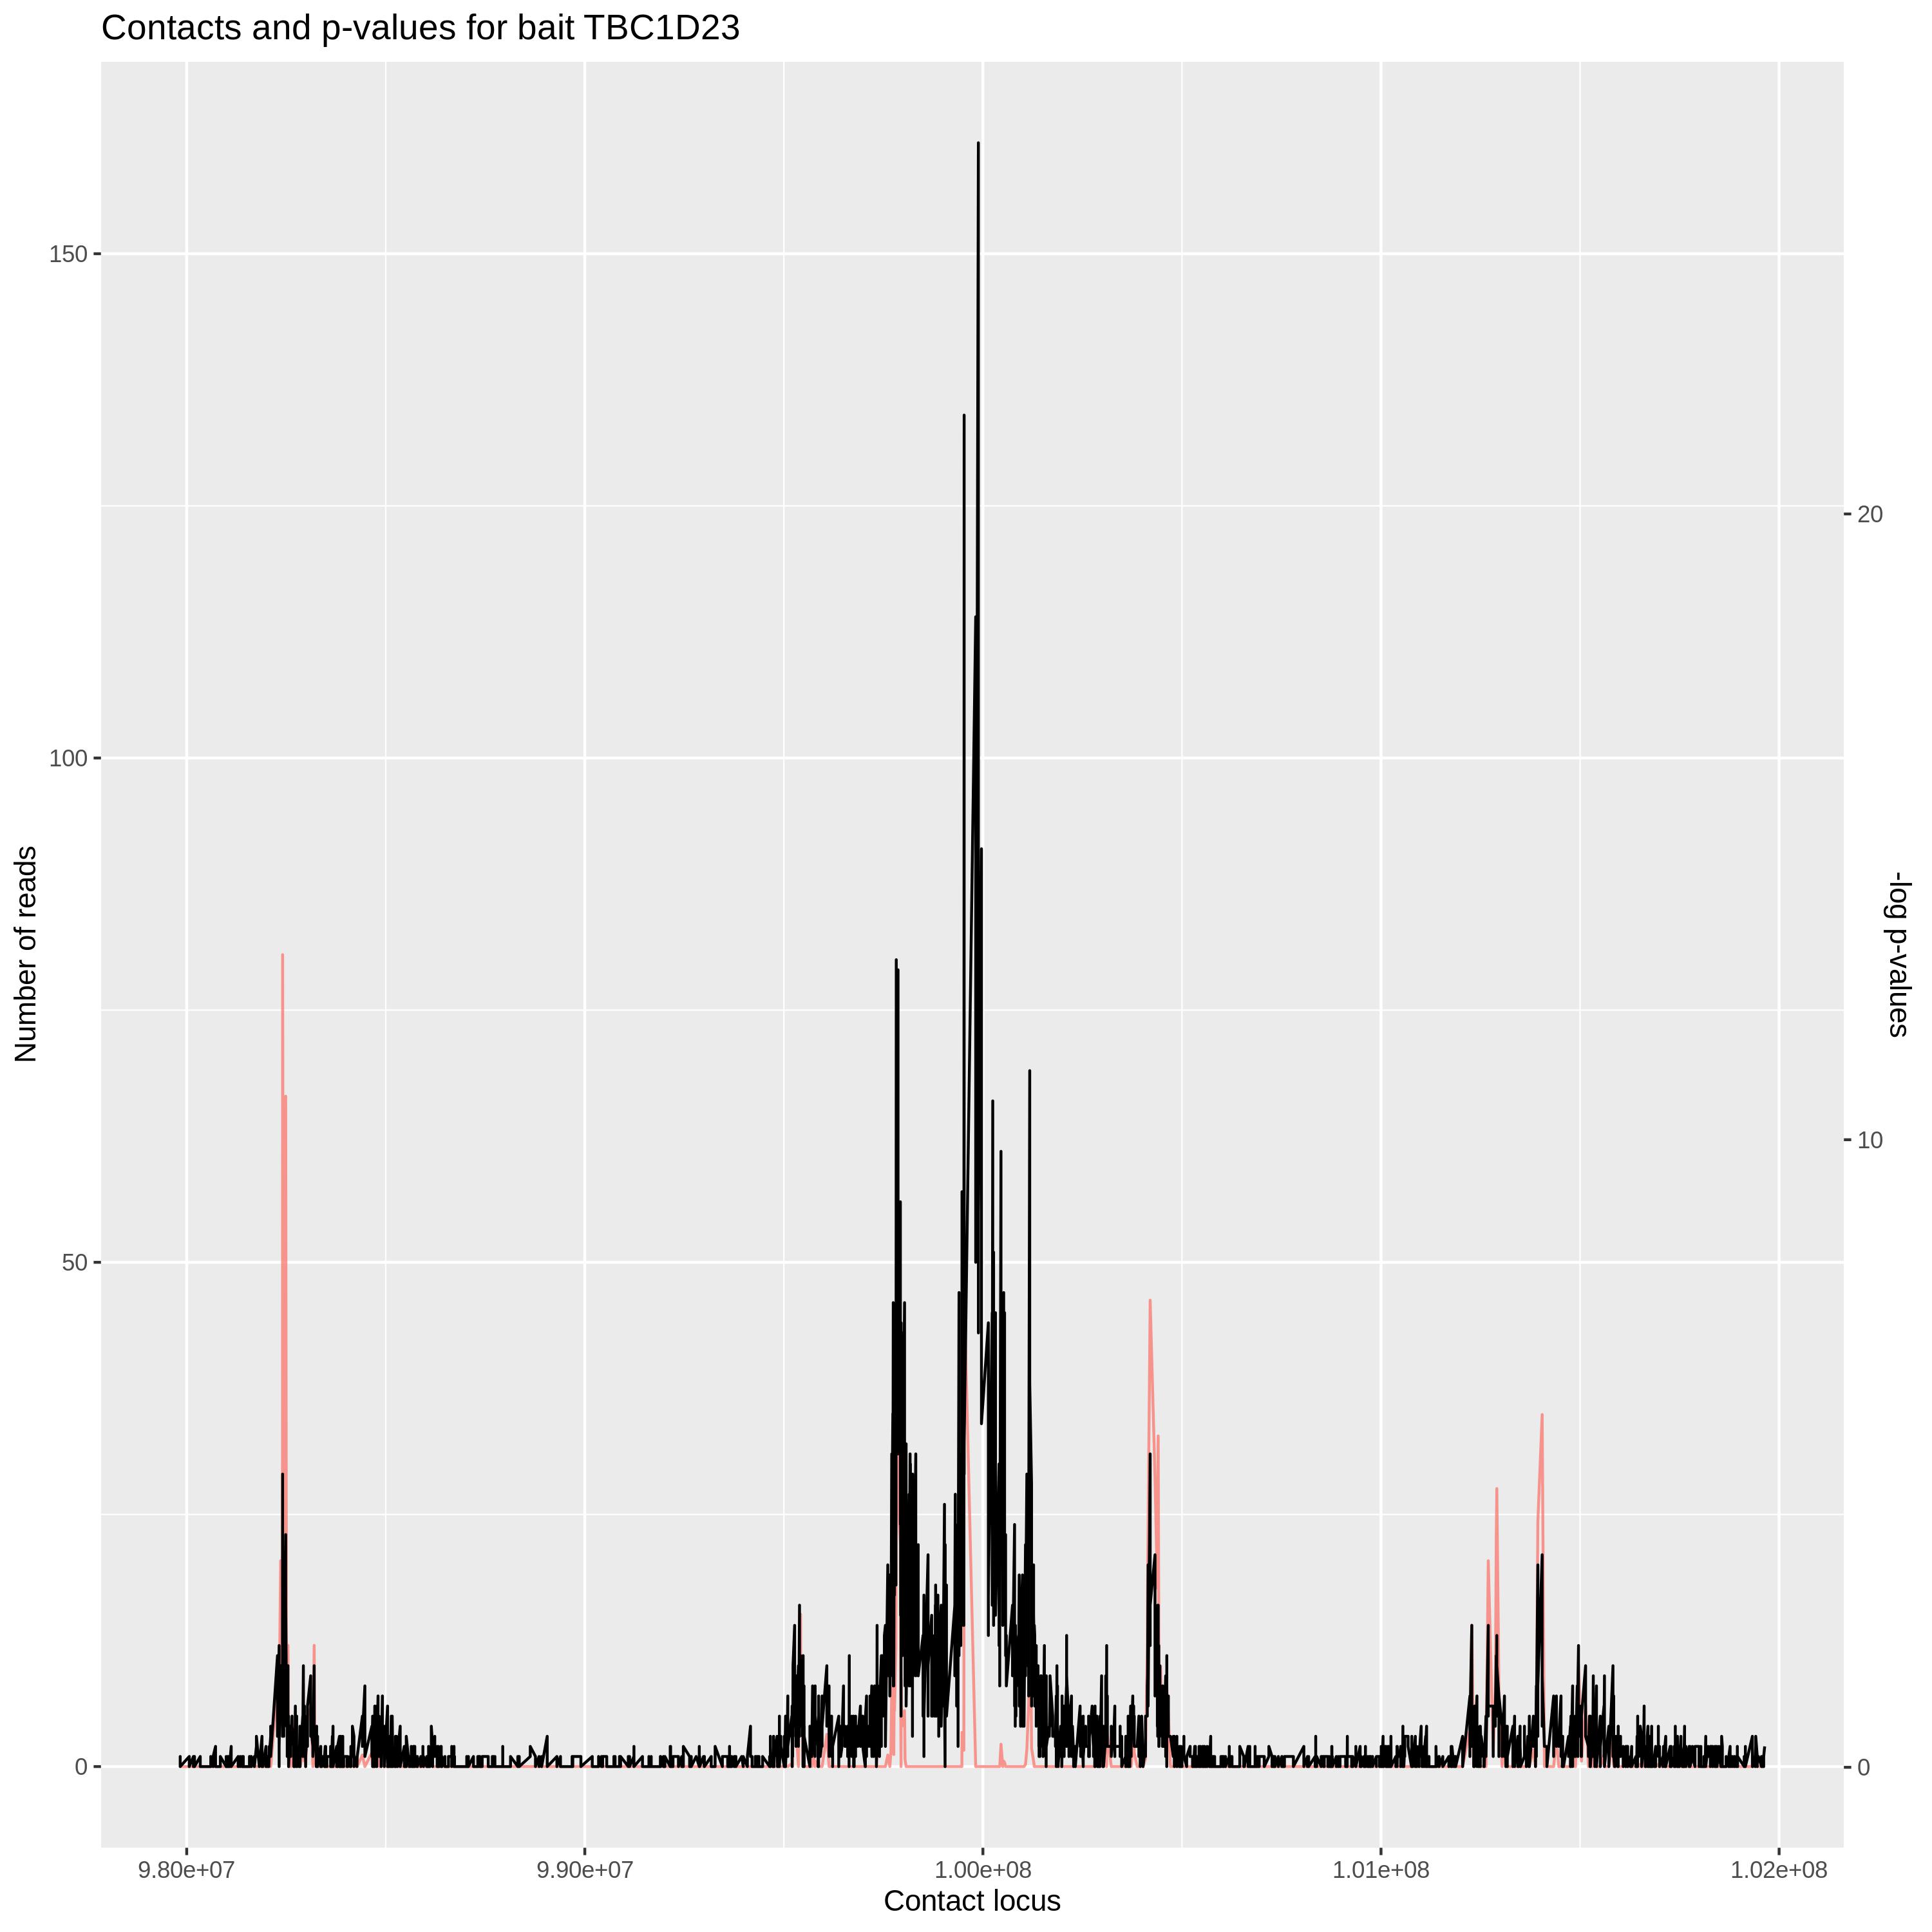 Contacts and p-values for bait TBC1D23
Number of reads
150
100
50
0
20
10
0
-log p-values
9.80e+07
9.90e+07
1.00e+08
1.01e+08
1.02e+08
Contact locus